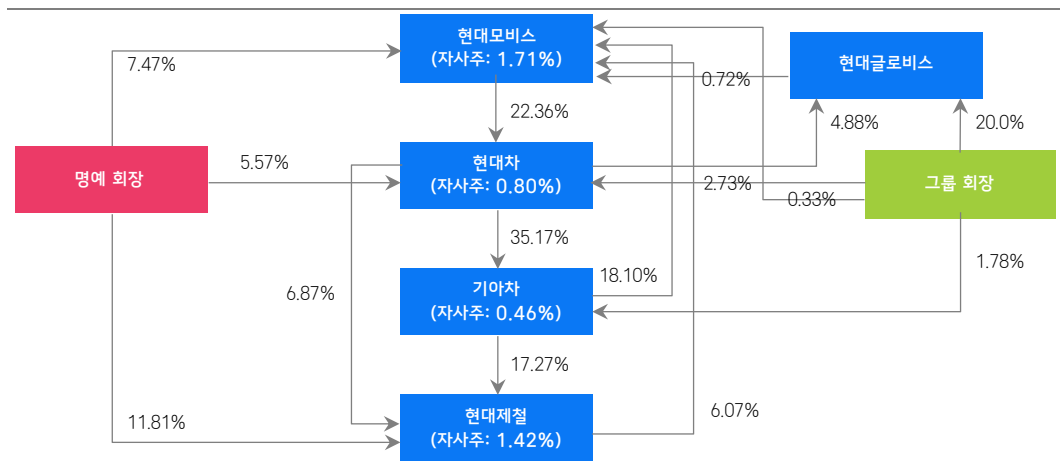 현대모비스
(자사주: 1.71%)
7.47%
현대글로비스
0.72%
22.36%
4.88%
20.0%
명예 회장
5.57%
현대차
(자사주: 0.80%)
2.73%
그룹 회장
0.33%
35.17%
1.78%
18.10%
6.87%
기아차
(자사주: 0.46%)
17.27%
11.81%
현대제철
(자사주: 1.42%)
6.07%